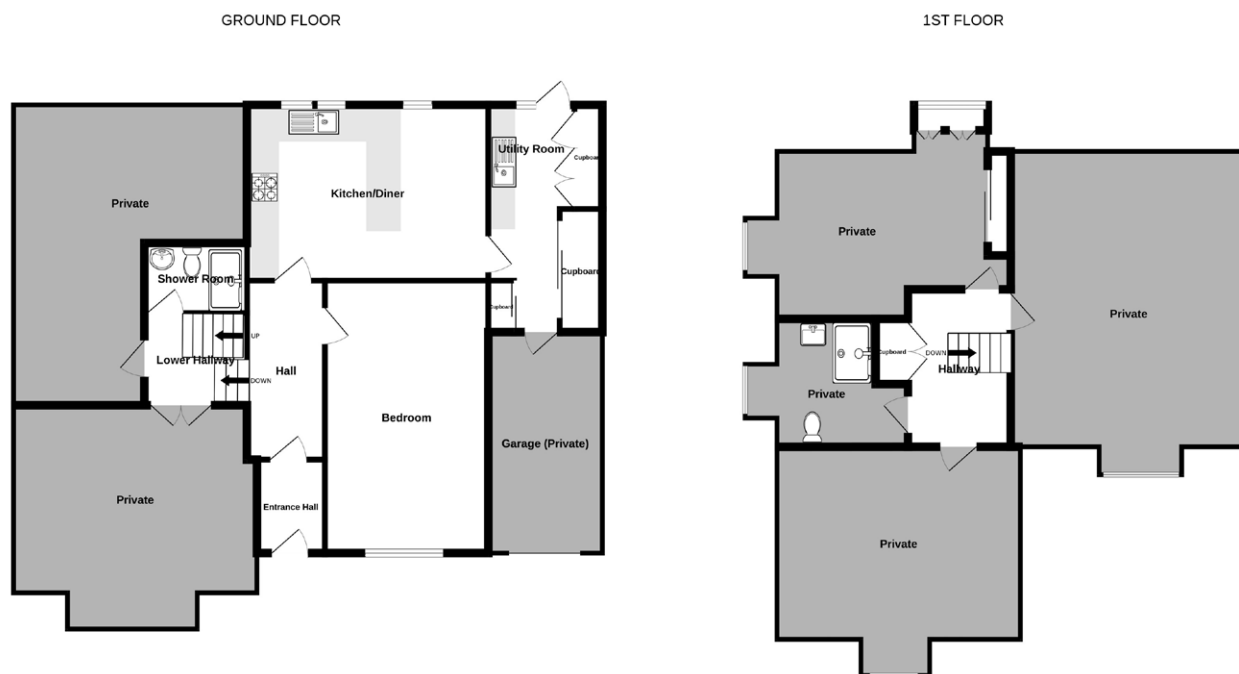 GROUND FLOOR
1ST FLOOR
Utility Room
Cupboard
Kitchen/Diner
Private
Cupboard
Shower Room
Cupboard
UP
Lower Hallway
Hall
DOWN
Bedroom
Garage (Private)
Private
Entrance Hall
Private
Private
Cupboard
DOWN
Hallway
Private
Private